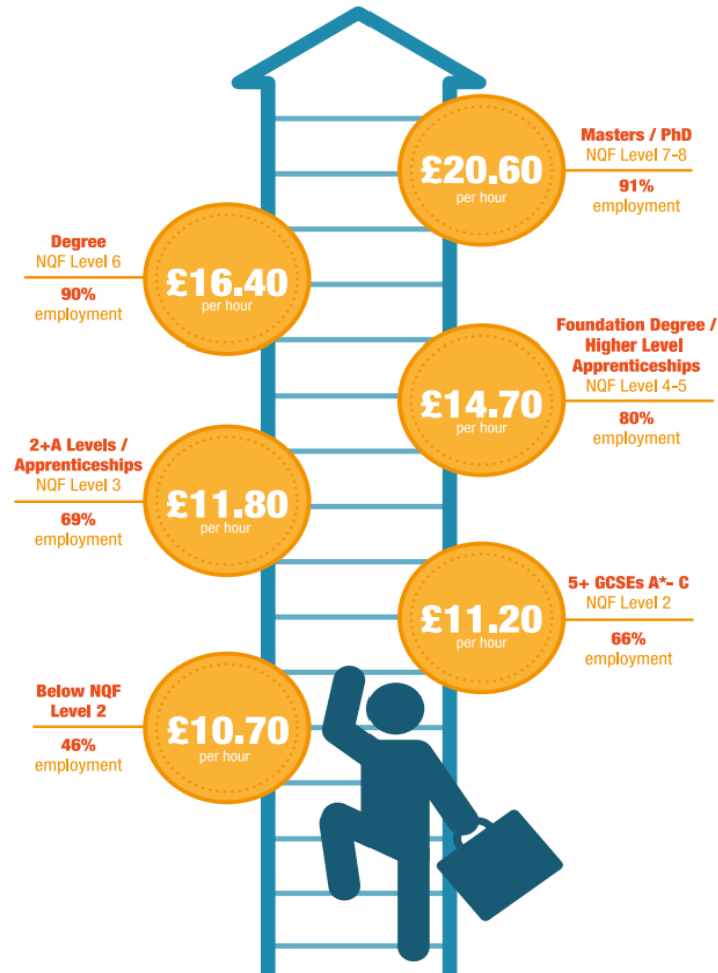 Masters / PhD
NQF Level 7-8
£20.60
per hour
91%
employment
Degree
NQF Level 6
£16.40
per hour
90%
employment
Foundation Degree /
Higher Level
Apprenticeships
NQF Level 4-5
£14.70
per hour
80%
employment
2+A Levels /
Apprenticeships
NQF Level 3
£11.80
per hour
69%
employment
5+ GCSEs A*- C
NQF Level 2
£11.20
per hour
66%
employment
Below NQF
Level 2
£10.70
per hour
46%
employment